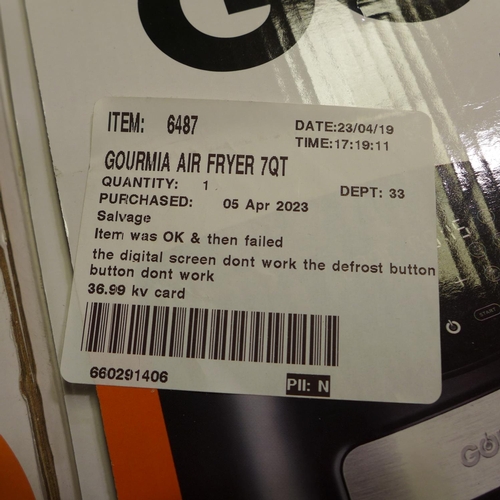 ITEM: 6487
DATE:23/04/19
TIME:17:19:11
GOURMIA AIR FRYER 7QT
QUANTITY: 1
DEPT: 33
PURCHASED: 05 Apr 2023
Salvage
Item was OK & then failed
the digital screen dont work the defrost button
button dont work
36.99 kv card
660291406
PII: N
START